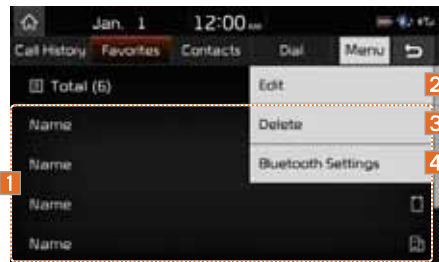 Jan. 1 12:00 AM
Call History Favorites Contacts Dial Menu
Total (6)
Edit 2
Name
Delete 3
Name
Bluetooth Settings 4
1
Name
Name